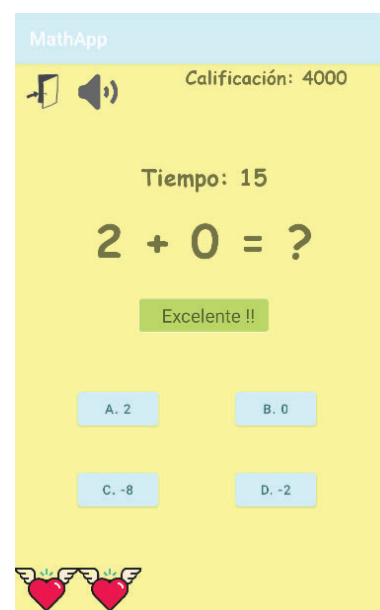 MathApp
Calificación: 4000
Tiempo: 15
2 + 0 = ?
Excelente !!
A. 2
B. 0
C. -8
D. -2